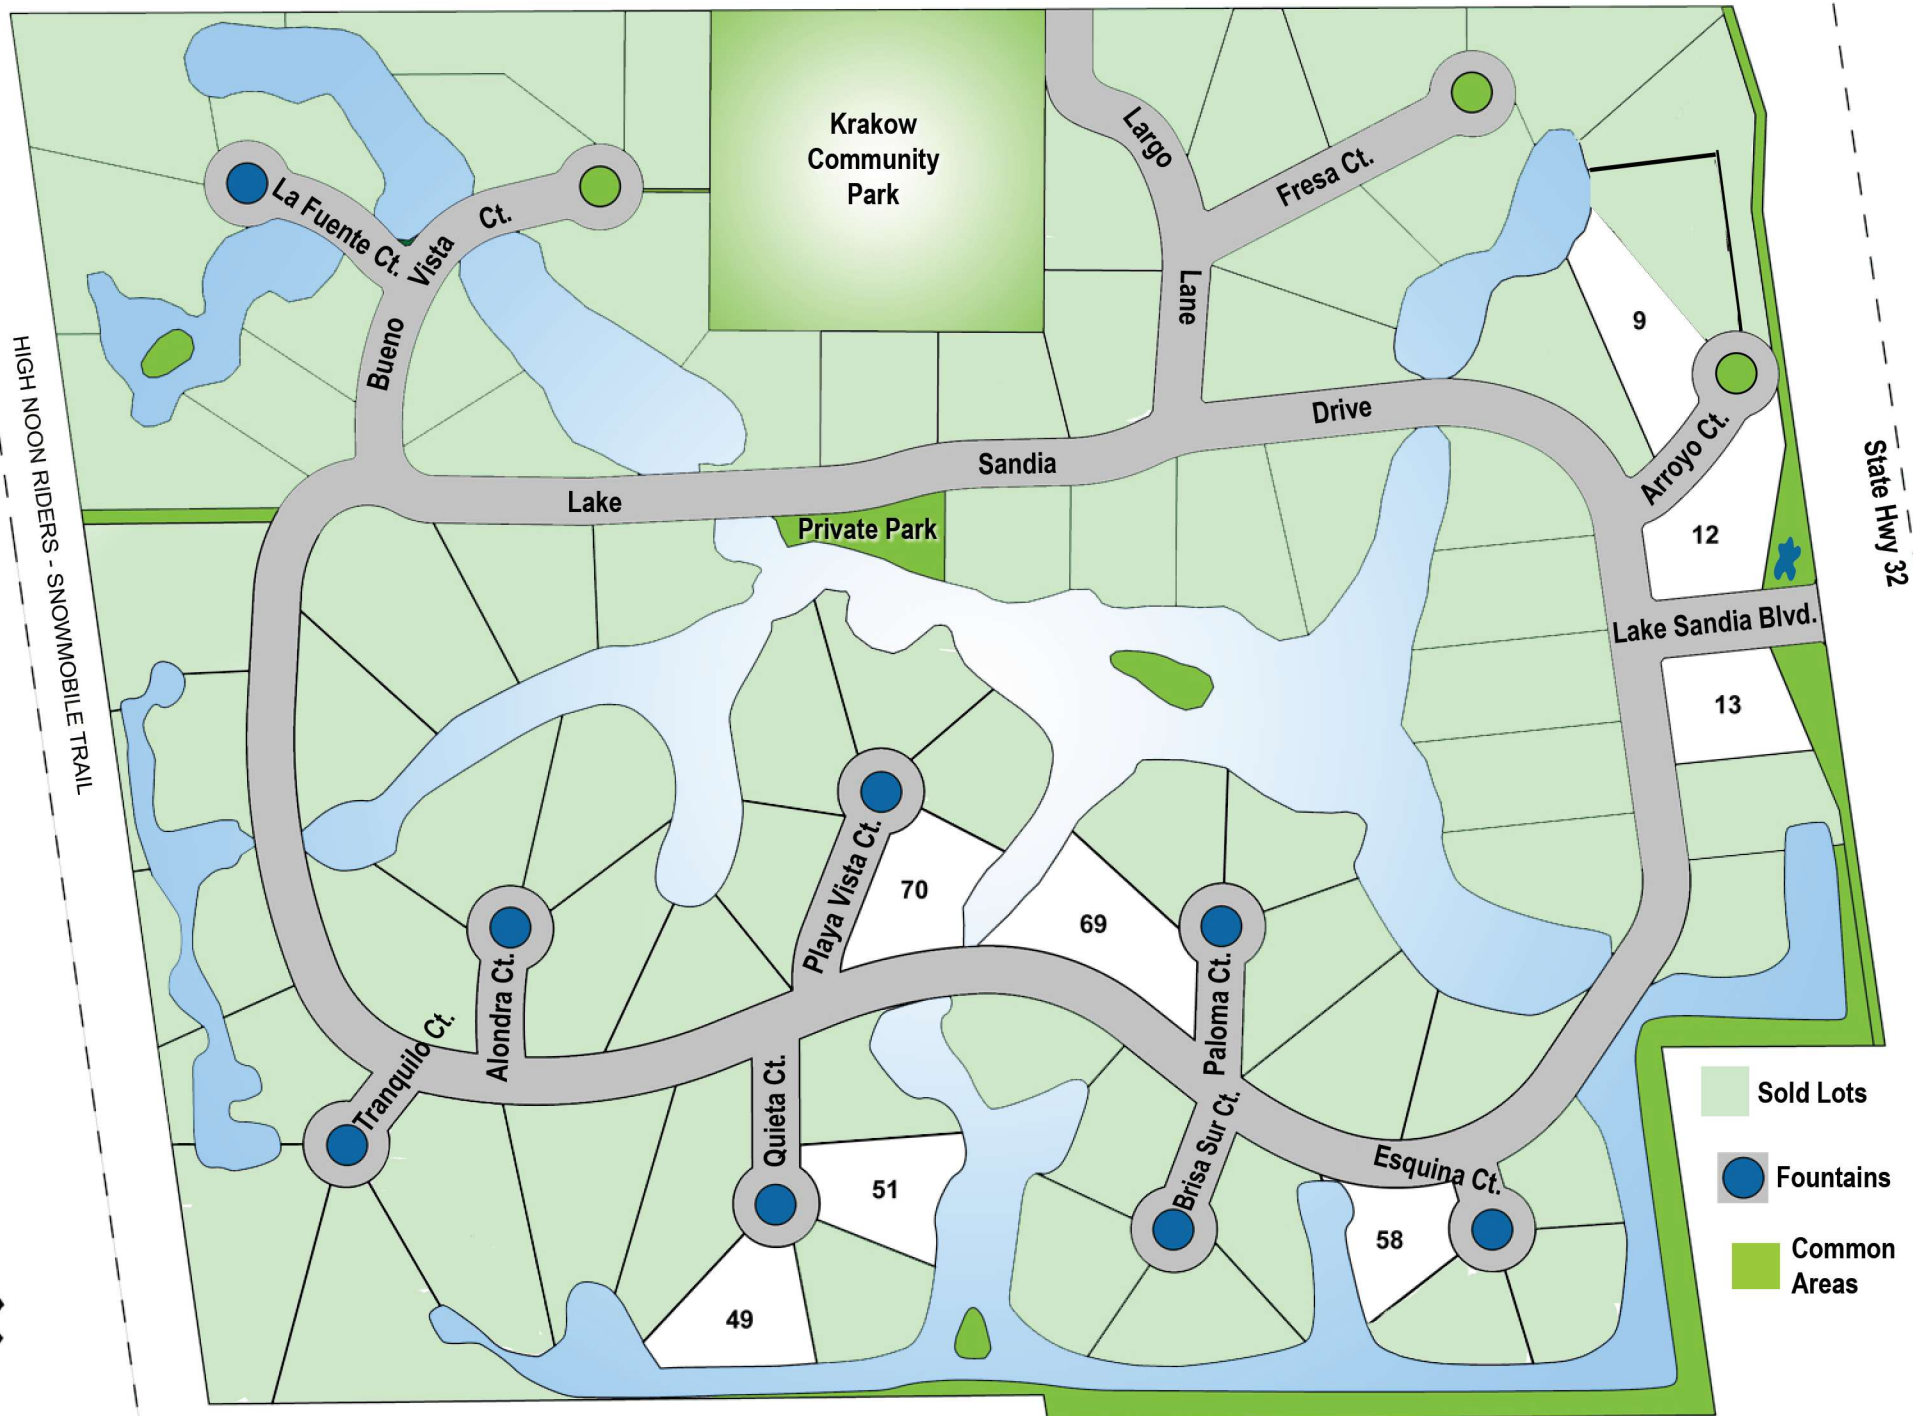 Krakow
Community
Park
Largo
Fresa Ct.
La Fuente Ct.
Vista
Ct.
Bueno
Lane
9
Drive
Arroyo Ct.
Sandia
Lake
Private Park
12
State Hwy 32
HIGH NOON RIDERS - SNOWMOBILE TRAIL
Lake Sandia Blvd.
13
Playa Vista Ct.
70
69
Alondra Ct.
Paloma Ct.
Tranquilo Ct.
Quieta Ct.
Brisa Sur Ct.
Esquina Ct.
51
58
49
Sold Lots
Fountains
Common
Areas